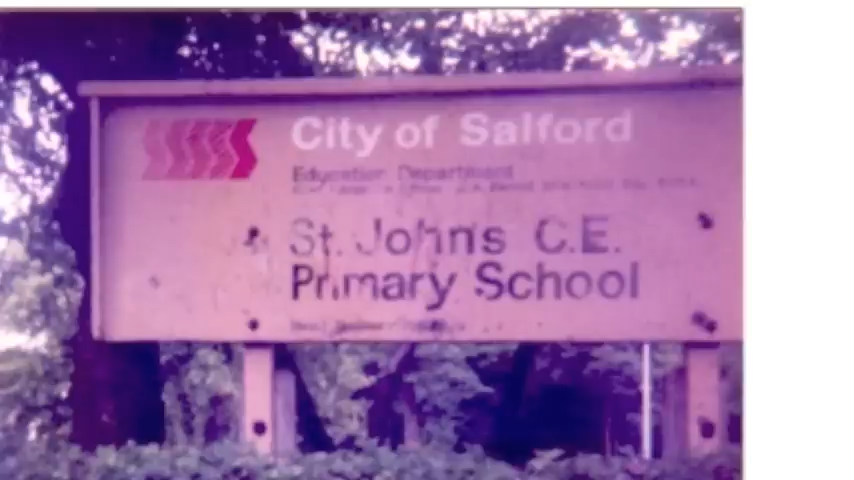 City of Salford
Education Department
St. Johns C.E.
Primary School